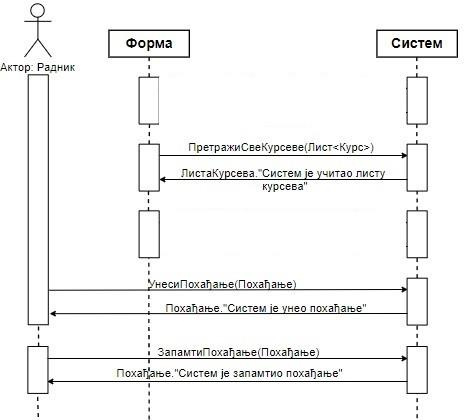 Форма
Систем
Актор: Радник
ПретражиСвеКурсеве(Лист<Курс>)
ЛистаКурсева."Систем је учитао листу
курсева"
УнесиПохађање(Похађање)
Похађање."Систем је унео похађање"
ЗапамтиПохађање(Похађање)
Похађање."Систем је запамтио похађање"